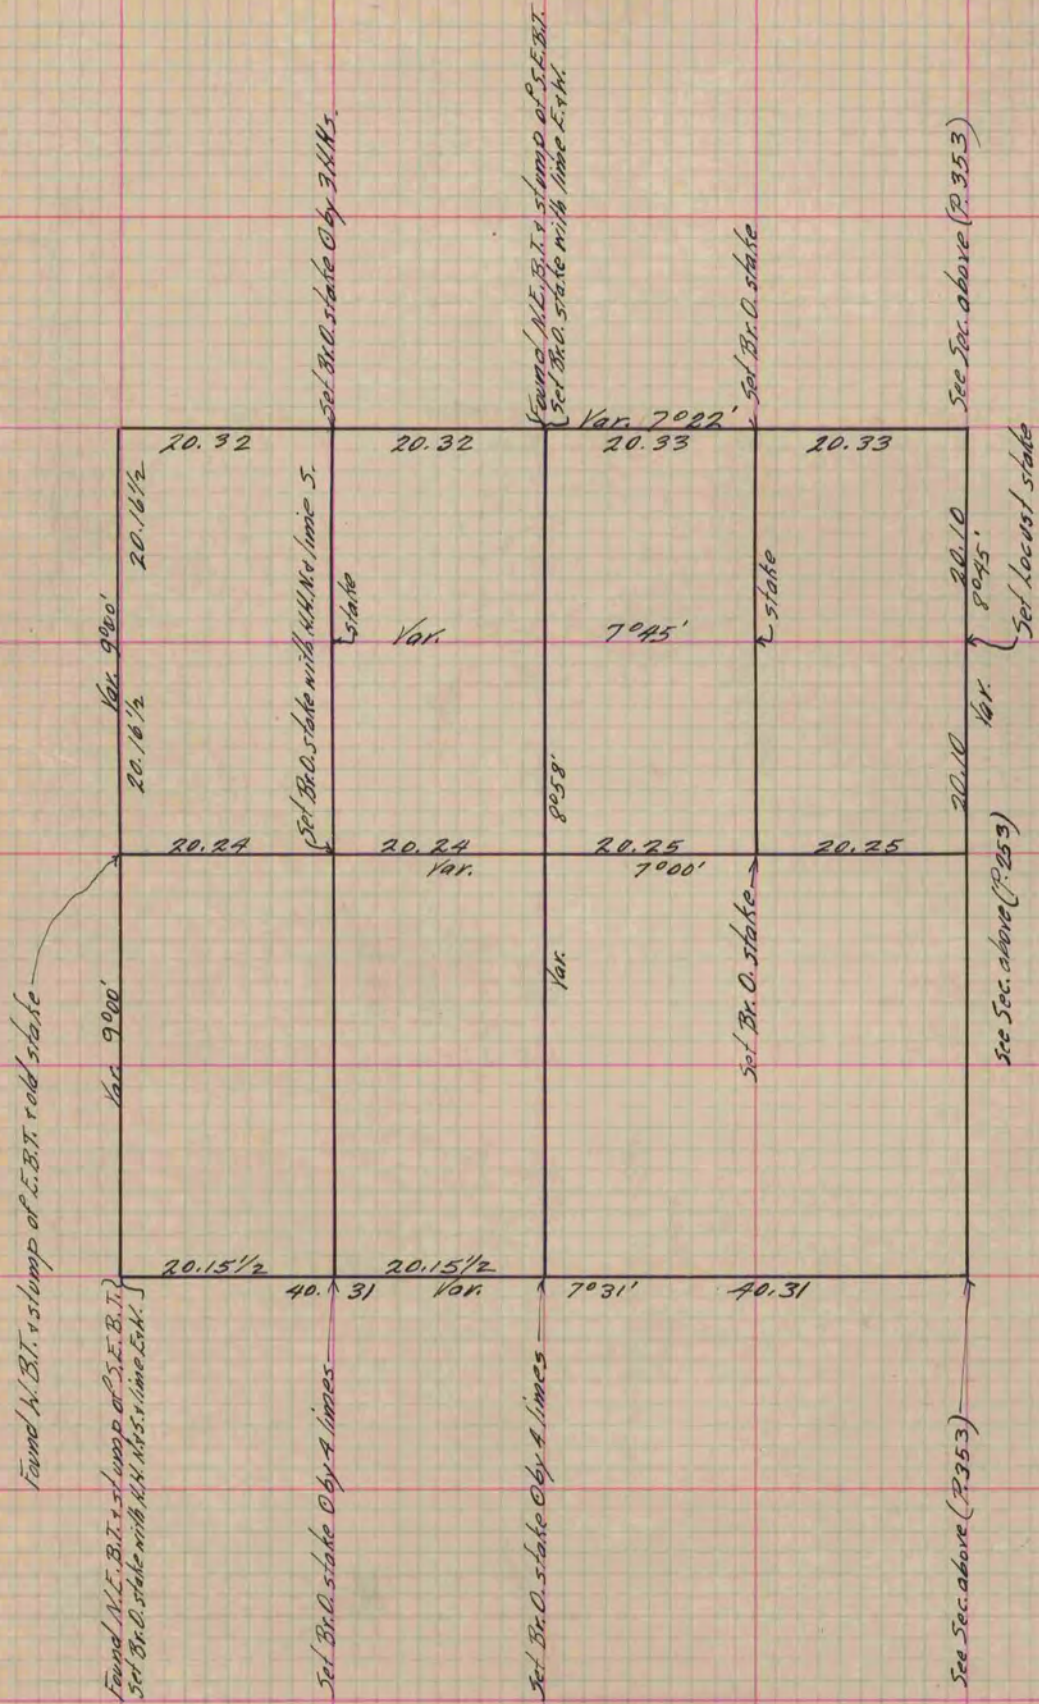 Found N.E.B.T. & stump of S.E.B.T.
Set Br.O. stake with lime E.&W.
Set Br.O. stake O by 3 H.H's.
Set Br.O. stake
See Sec. above (P.353)
Var. 7°22'
20.32
20.32
20.33
20.33
20.16½
Var. 9°00'
20.16½
Set Br.O. stake with H.H. N. & lime S.
stake
Var.
7°45'
stake
20.10
8°45'
Set Locust stake
Var.
20.10
8°58'
20.24
20.24
20.25
20.25
Var.
7°00'
Found W.B.T. & stump of E.B.T. & old stake
Var. 9°00'
Var.
Set Br.O. stake
See Sec. above (P.253)
20.15½
20.15½
40.31
Var.
7°31'
40.31
Found N.E.B.T. & stump of S.E.B.T.
Set Br.O. stake with H.H. N.&S. & lime E.&W.
Set Br.O. stake O by 4 limes
Set Br.O. stake O by 4 limes
See Sec. above (P.353)